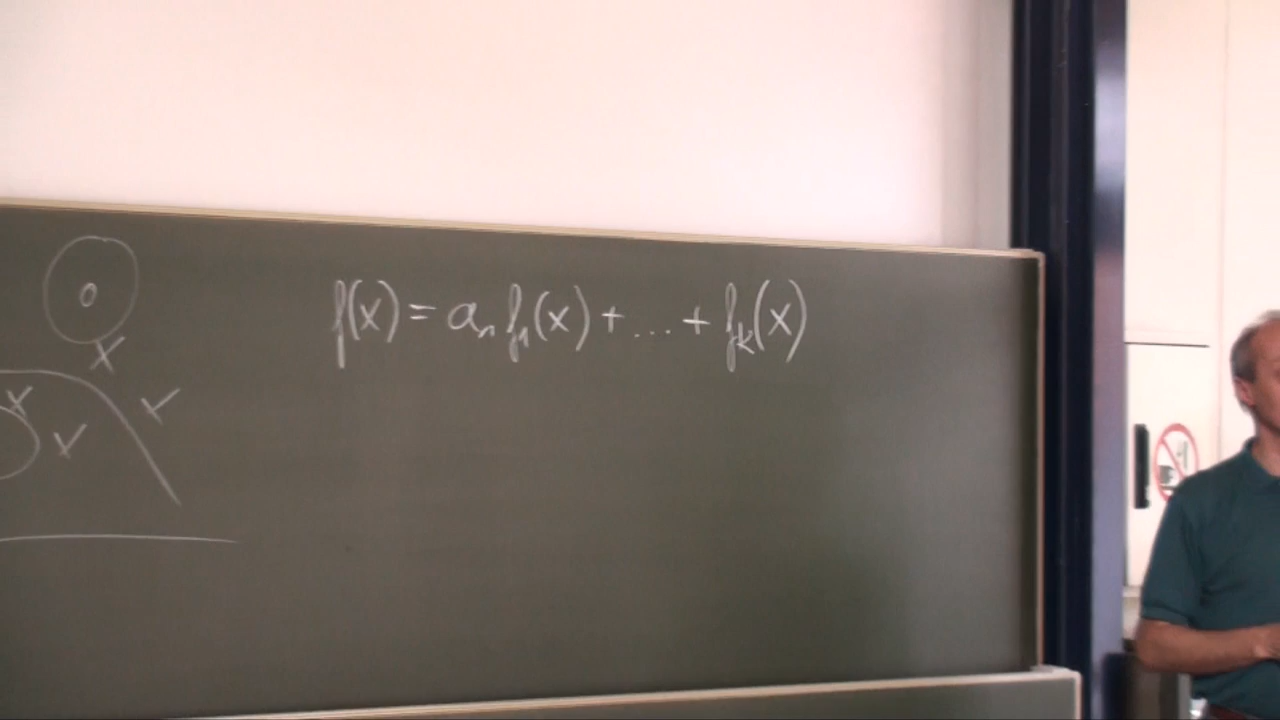 f(x) = a₁ f₁(x) + ... + fₖ(x)